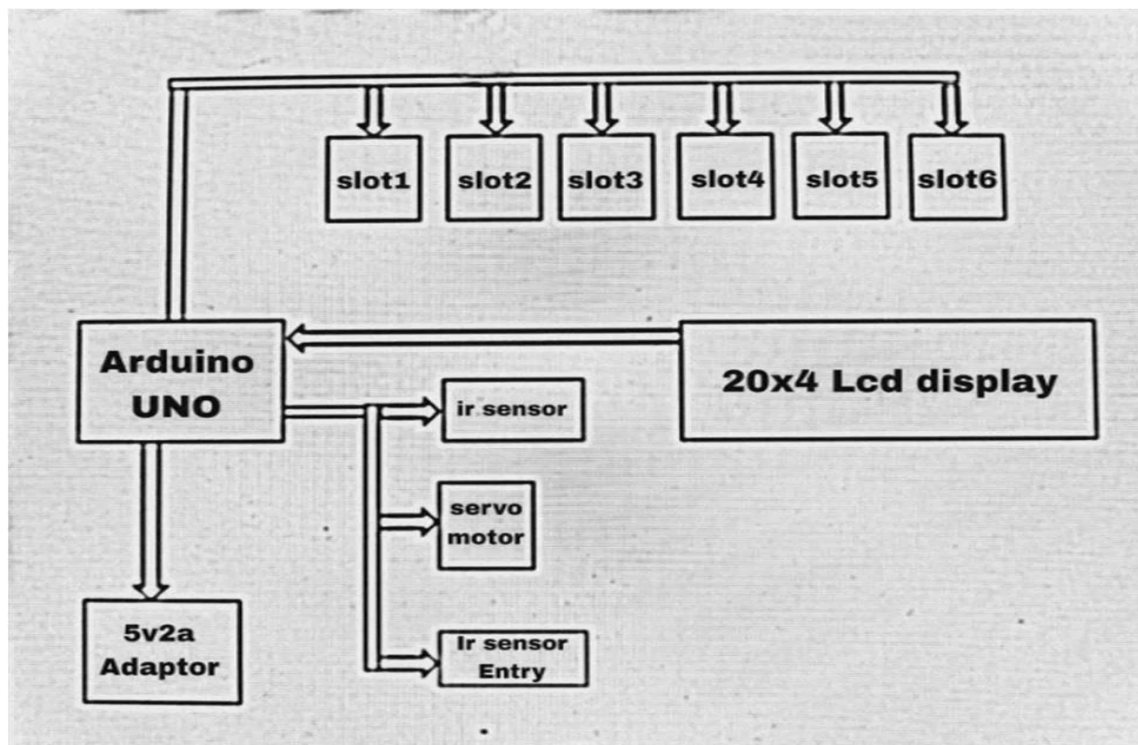 slot1 slot2 slot3 slot4 slot5 slot6
Arduino
UNO
20x4 Lcd display
ir sensor
servo
motor
5v2a
Adaptor
Ir sensor
Entry